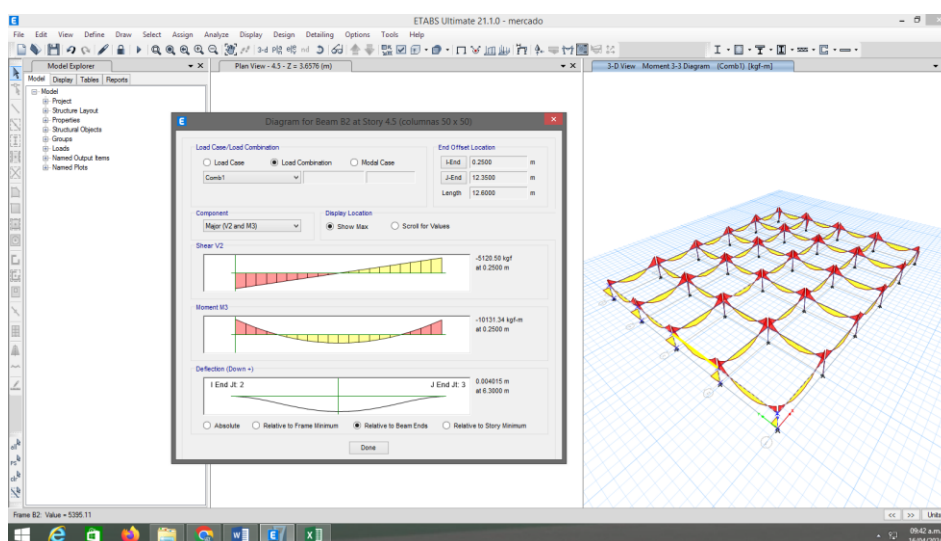 ETABS Ultimate 21.1.0 - mercado
File Edit View Define Draw Select Assign Analyze Display Design Detailing Options Tools Help
Model Explorer
Model Display Tables Reports
Model
Project
Structure Layout
Properties
Structural Objects
Groups
Loads
Named Output Items
Named Plots
Plan View - 4.5 - Z = 3.6576 (m)
3-D View Moment 3-3 Diagram (Comb1) [kgf-m]
Diagram for Beam B2 at Story 4.5 (columnas 50 x 50)
Load Case/Load Combination
Load Case Load Combination Modal Case
Comb1
End Offset Location
I-End 0.2500 m
J-End 12.3500 m
Length 12.6000 m
Component
Major (V2 and M3)
Display Location
Show Max Scroll for Values
Shear V2
-5120.50 kgf
at 0.2500 m
Moment M3
-10131.34 kgf-m
at 0.2500 m
Deflection (Down +)
I End Jt: 2 J End Jt: 3
0.004015 m
at 6.3000 m
Absolute Relative to Frame Minimum Relative to Beam Ends Relative to Story Minimum
Done
Frame B2: Value = 5395.11
<< >> Units
09:42 a.m.